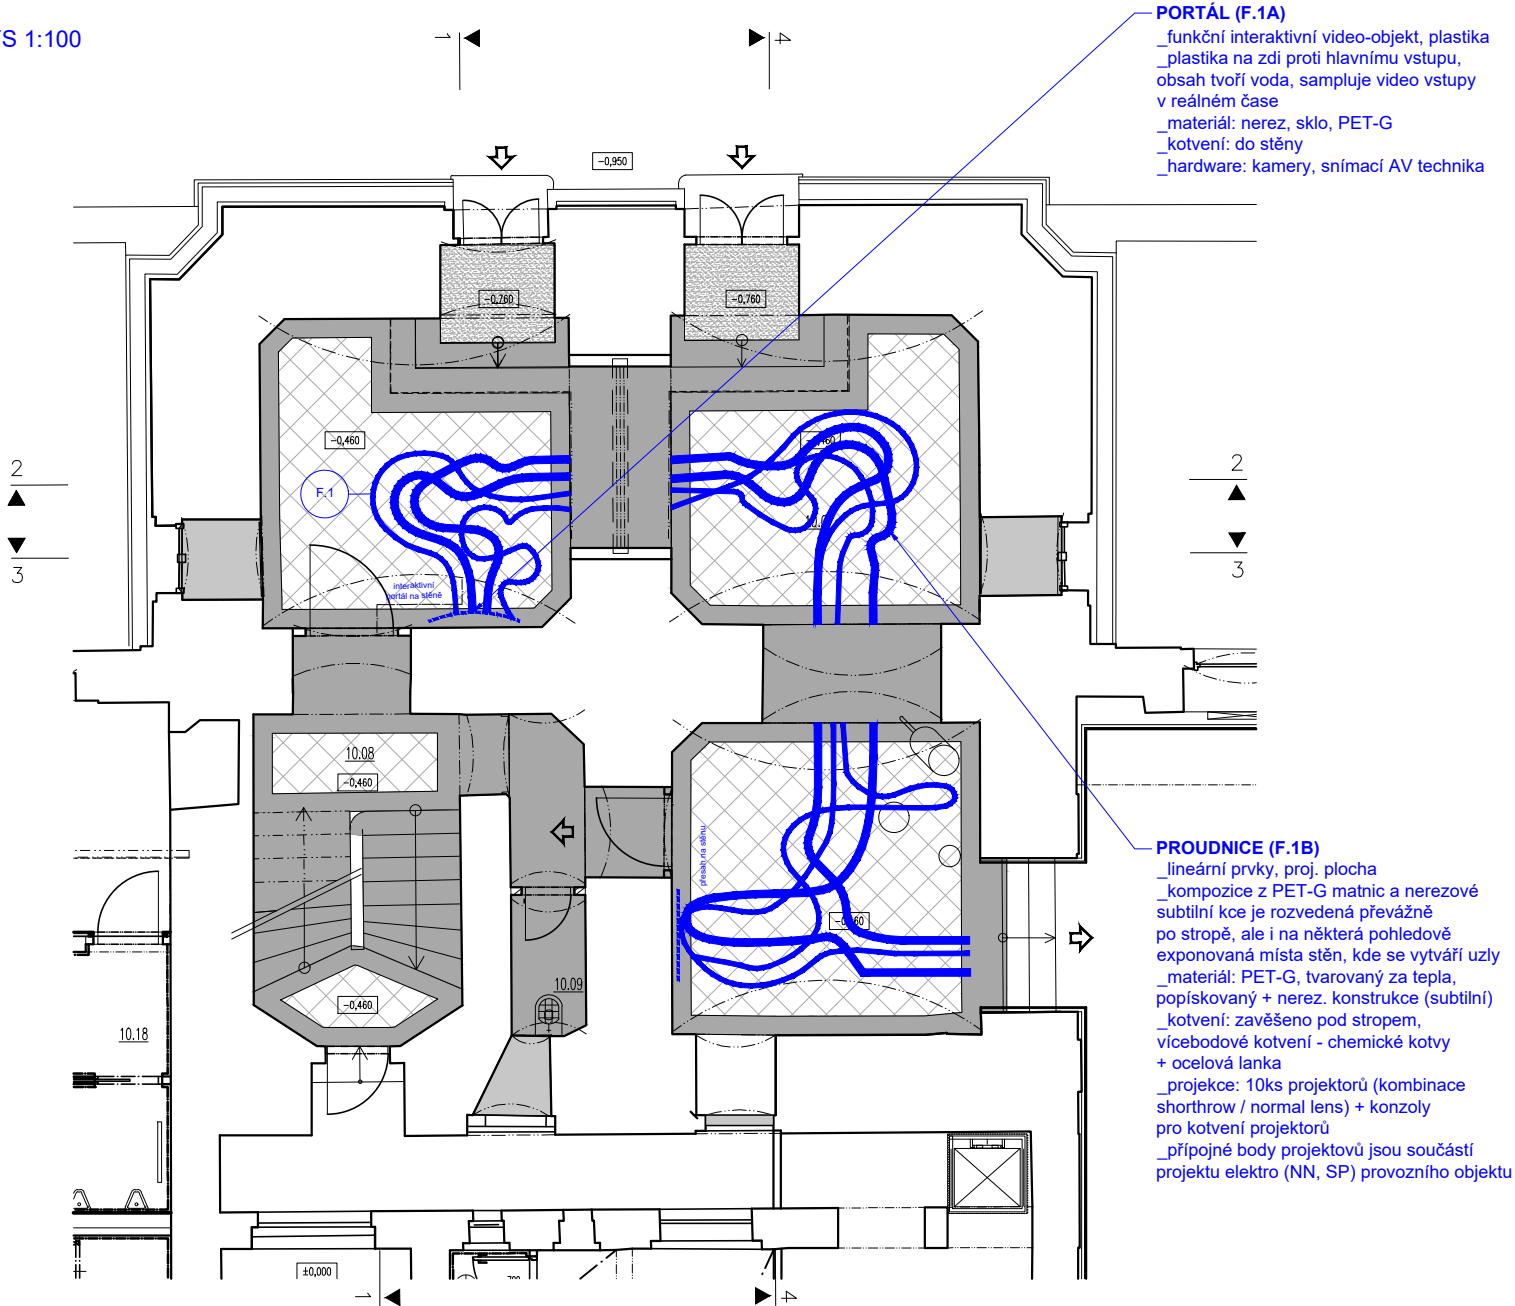 PORTÁL (F.1A)
_funkční interaktivní video-objekt, plastika
_plastika na zdi proti hlavnímu vstupu,
obsah tvoří voda, sampluje video vstupy
v reálném čase
_materiál: nerez, sklo, PET-G
_kotvení: do stěny
_hardware: kamery, snímací AV technika
S 1:100
1
4
-0,950
-0,760
-0,760
-0,460
F.1
interaktivní
portál na stěně
2
3
2
3
10.08
-0,460
přesah na stěnu
-0,460
10.09
10.18
±0,000
1
4
PROUDNICE (F.1B)
_lineární prvky, proj. plocha
_kompozice z PET-G matnic a nerezové
subtilní kce je rozvedená převážně
po stropě, ale i na některá pohledově
exponovaná místa stěn, kde se vytváří uzly
_materiál: PET-G, tvarovaný za tepla,
popískovaný + nerez. konstrukce (subtilní)
_kotvení: zavěšeno pod stropem,
vícebodové kotvení - chemické kotvy
+ ocelová lanka
_projekce: 10ks projektorů (kombinace
shorthrow / normal lens) + konzoly
pro kotvení projektorů
_přípojné body projektovů jsou součástí
projektu elektro (NN, SP) provozního objektu